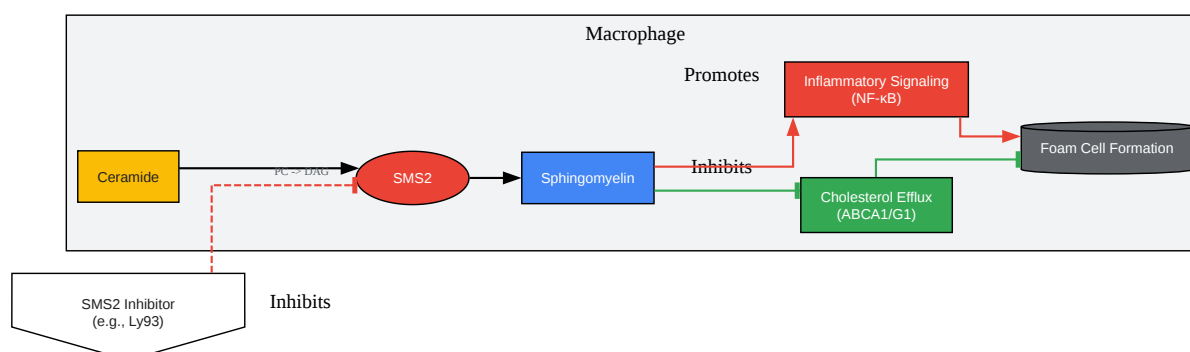 Macrophage
Promotes
Inflammatory Signaling
(NF-κB)
Foam Cell Formation
Ceramide
PC -> DAG
SMS2
Sphingomyelin
Inhibits
Cholesterol Efflux
(ABCA1/G1)
SMS2 Inhibitor
(e.g., Ly93)
Inhibits